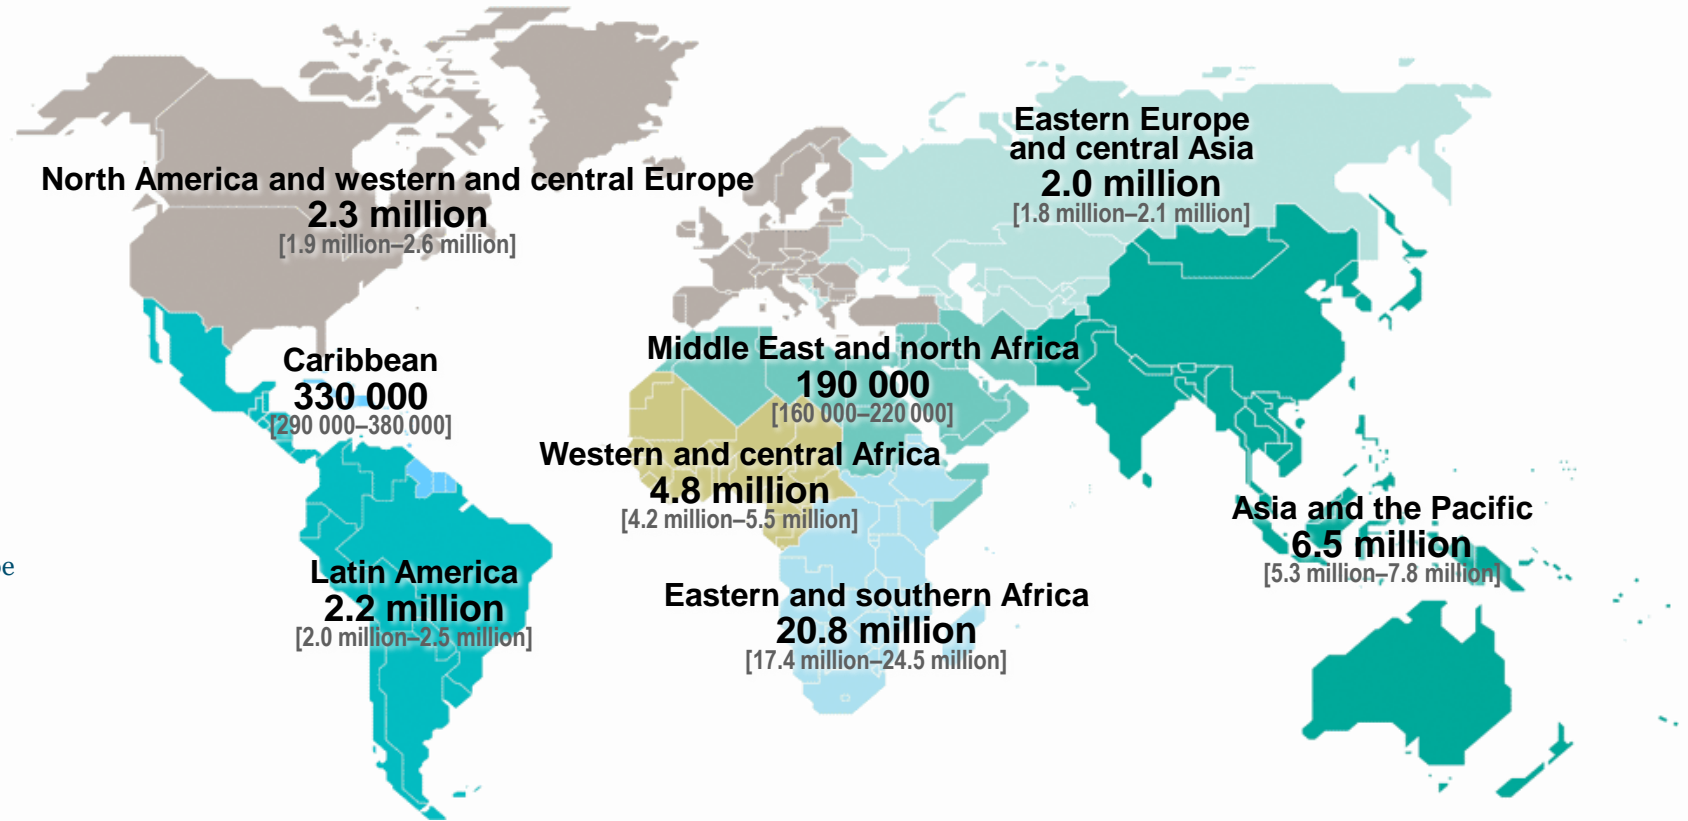 Eastern Europe
and central Asia
2.0 million
[1.8 million–2.1 million]
North America and western and central Europe
2.3 million
[1.9 million–2.6 million]
Caribbean
330 000
[290 000–380 000]
Middle East and north Africa
190 000
[160 000–220 000]
Western and central Africa
4.8 million
[4.2 million–5.5 million]
Asia and the Pacific
6.5 million
[5.3 million–7.8 million]
Latin America
2.2 million
[2.0 million–2.5 million]
Eastern and southern Africa
20.8 million
[17.4 million–24.5 million]